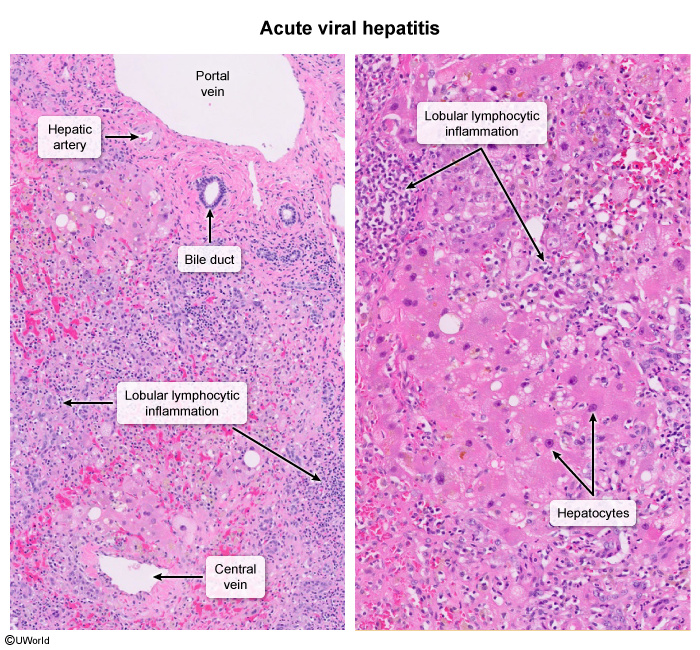 Acute viral hepatitis
Portal
vein
Hepatic
artery
Bile duct
Lobular lymphocytic
inflammation
Central
vein
Lobular lymphocytic
inflammation
Hepatocytes
©UWorld